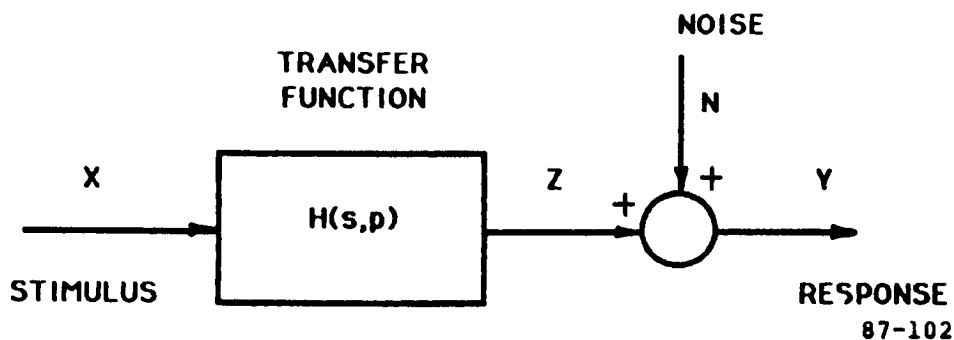 NOISE
TRANSFER
FUNCTION
N
X
Z
Y
H(s,p)
+
+
STIMULUS
RESPONSE
87-102